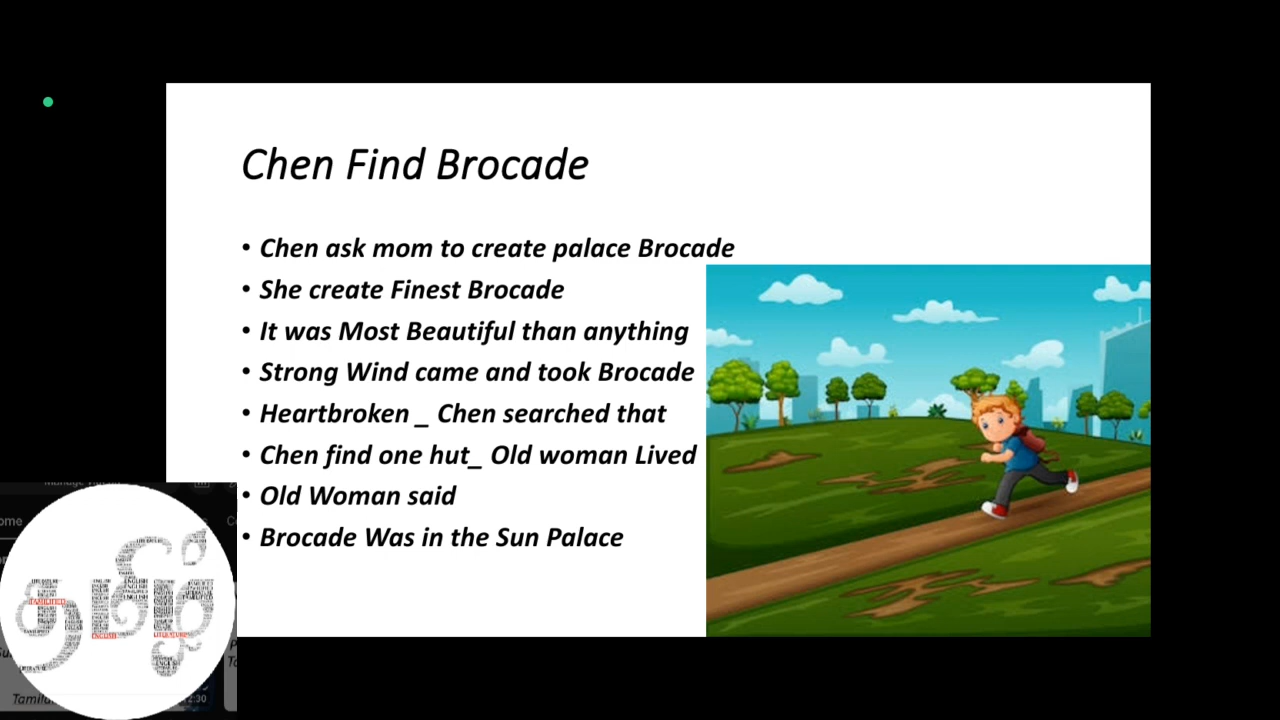 Chen Find Brocade
• Chen ask mom to create palace Brocade
• She create Finest Brocade
• It was Most Beautiful than anything
• Strong Wind came and took Brocade
• Heartbroken _ Chen searched that
• Chen find one hut_ Old woman Lived
• Old Woman said
• Brocade Was in the Sun Palace
தமிழ்